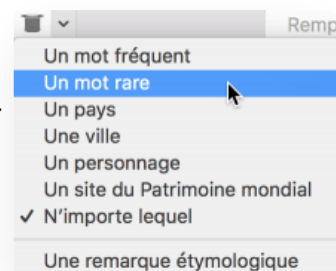 Remp
Un mot fréquent
Un mot rare
Un pays
Une ville
Un personnage
Un site du Patrimoine mondial
✓ N'importe lequel
Une remarque étymologique